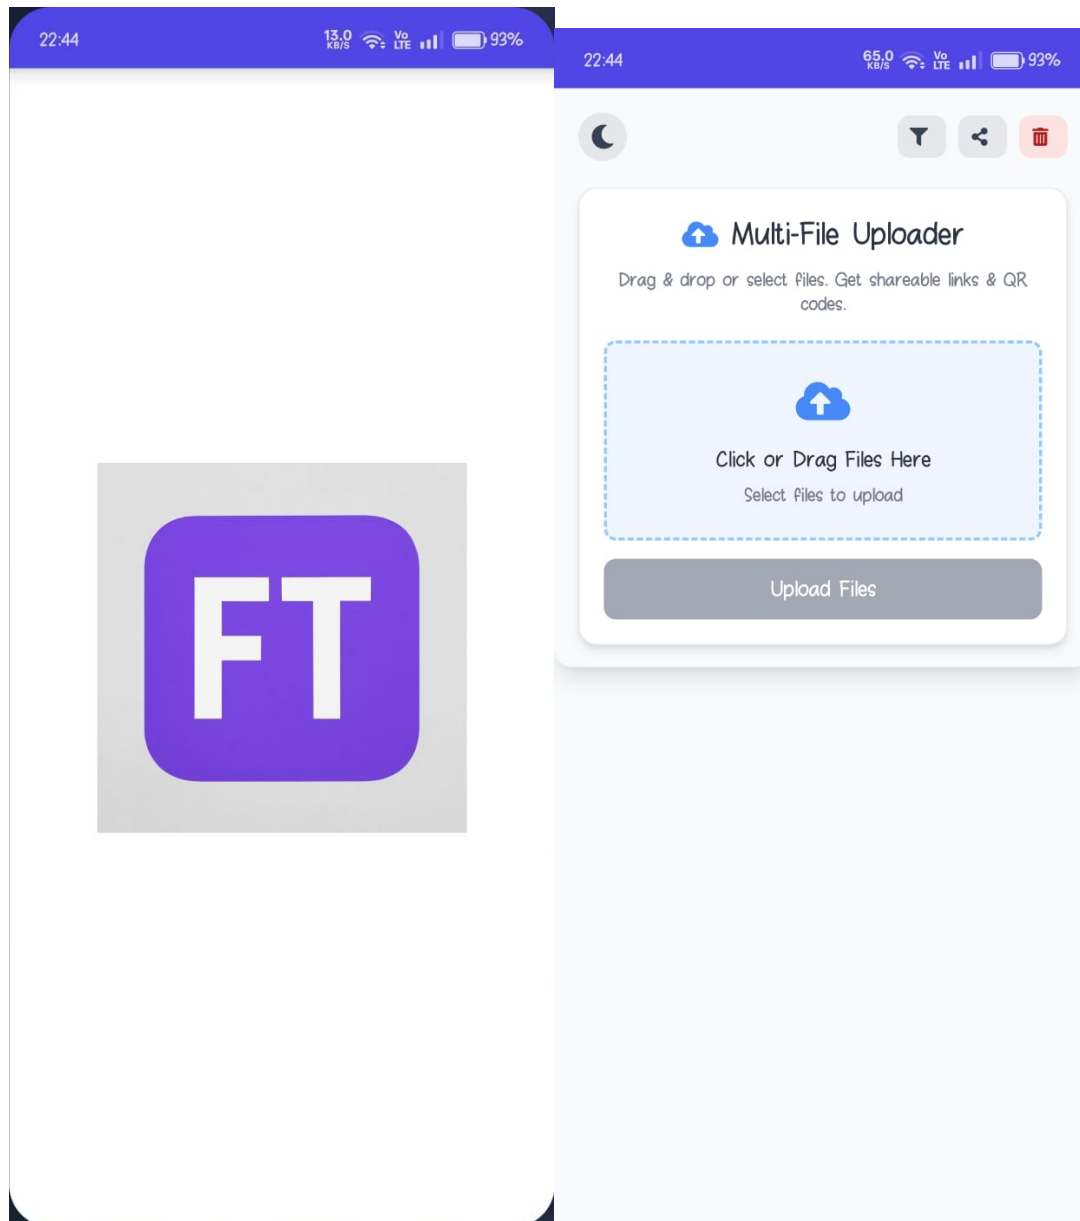 22:44
13.0
KB/S
Vo
LTE
93%
FT
22:44
65.0
KB/S
Vo
LTE
93%
Multi-File Uploader
Drag & drop or select files. Get shareable links & QR
codes.
Click or Drag Files Here
Select files to upload
Upload Files